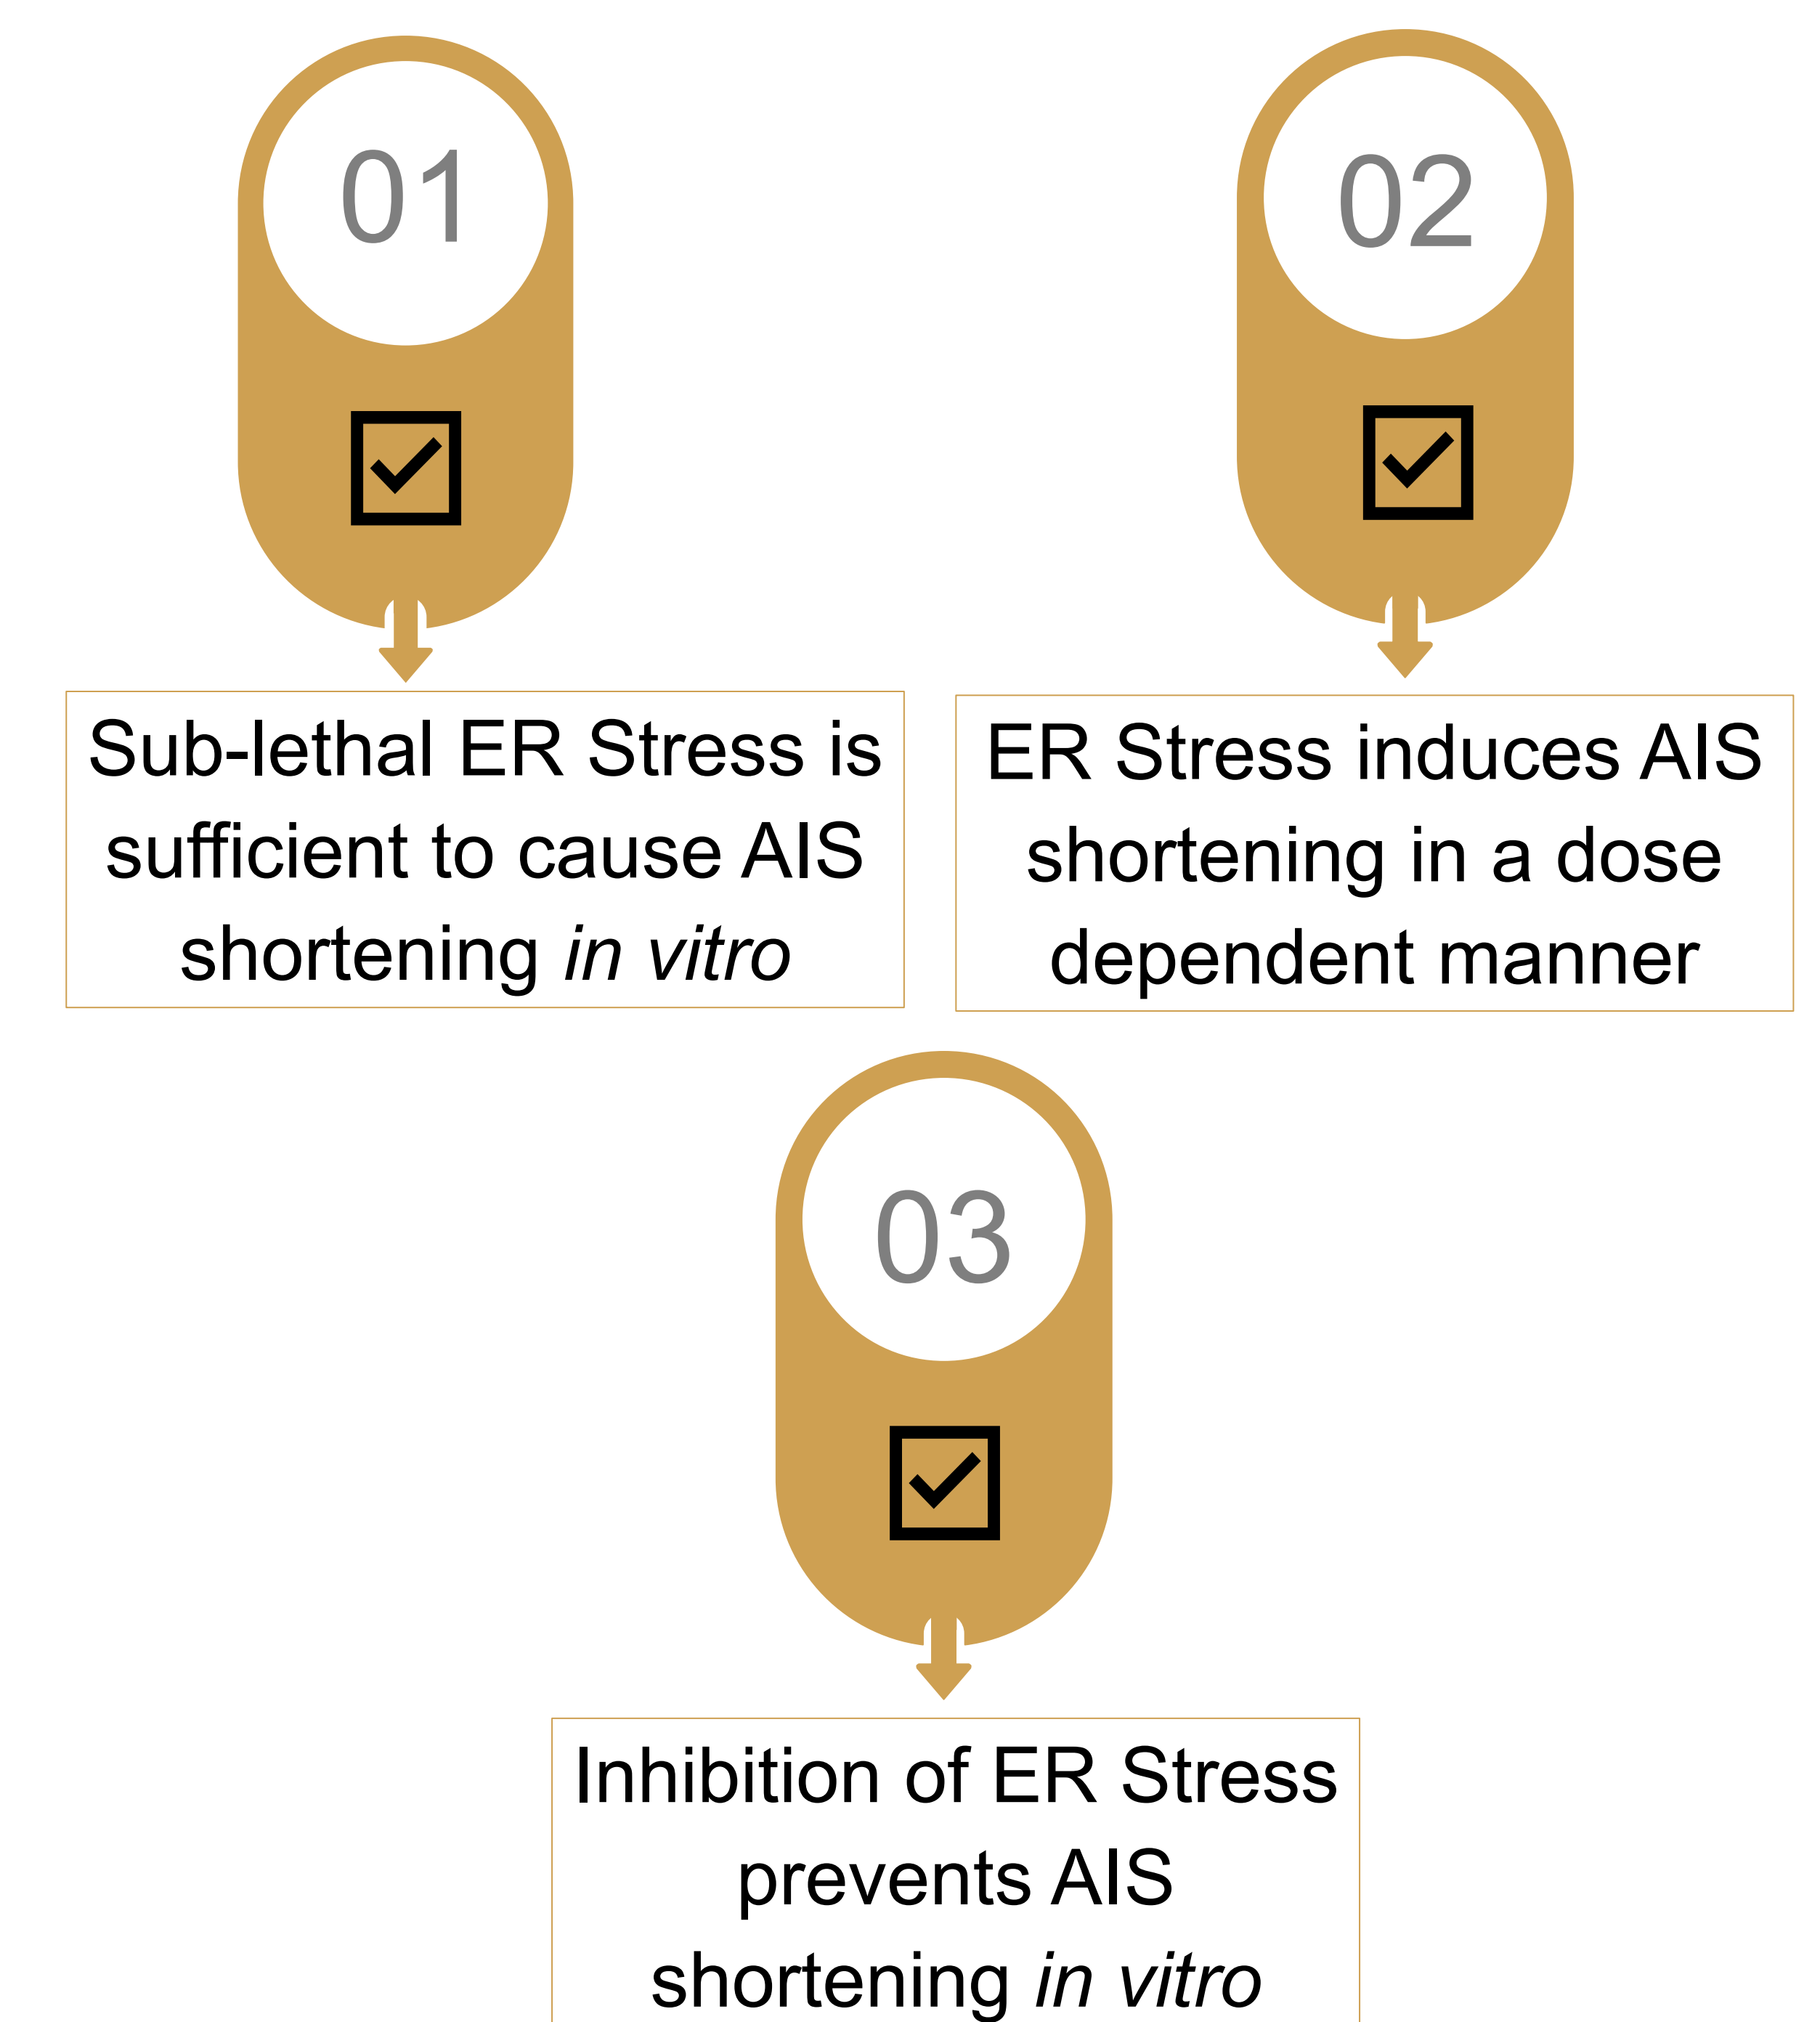 01
Sub-lethal ER Stress is
sufficient to cause AIS
shortening in vitro
02
ER Stress induces AIS
shortening in a dose
dependent manner
03
Inhibition of ER Stress
prevents AIS
shortening in vitro